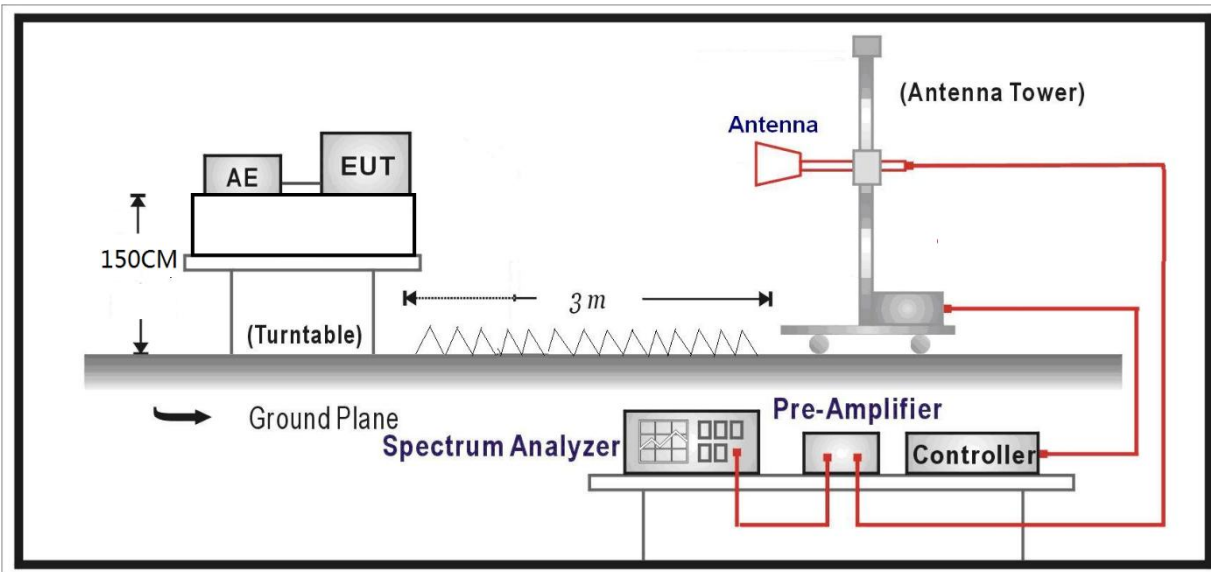 (Antenna Tower)
Antenna
EUT
AE
150CM
3 m
(Turntable)
Ground Plane
Pre-Amplifier
Spectrum Analyzer
Controller